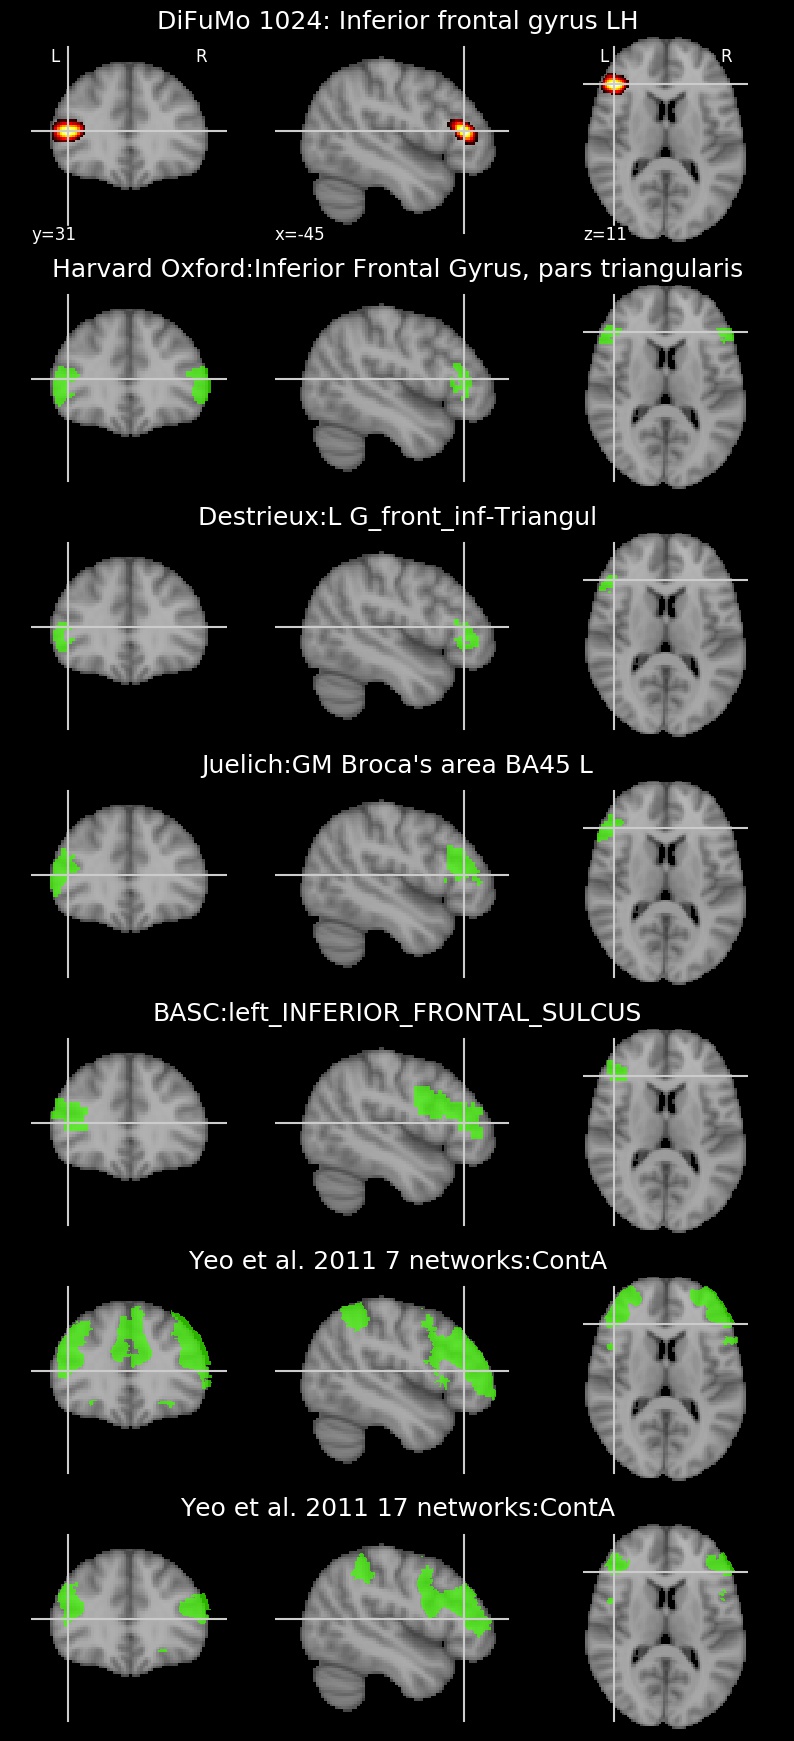 DiFuMo 1024: Inferior frontal gyrus LH
L R L R
y=31 x=-45 z=11
Harvard Oxford:Inferior Frontal Gyrus, pars triangularis
Destrieux:L G_front_inf-Triangul
Juelich:GM Broca's area BA45 L
BASC:left_INFERIOR_FRONTAL_SULCUS
Yeo et al. 2011 7 networks:ContA
Yeo et al. 2011 17 networks:ContA